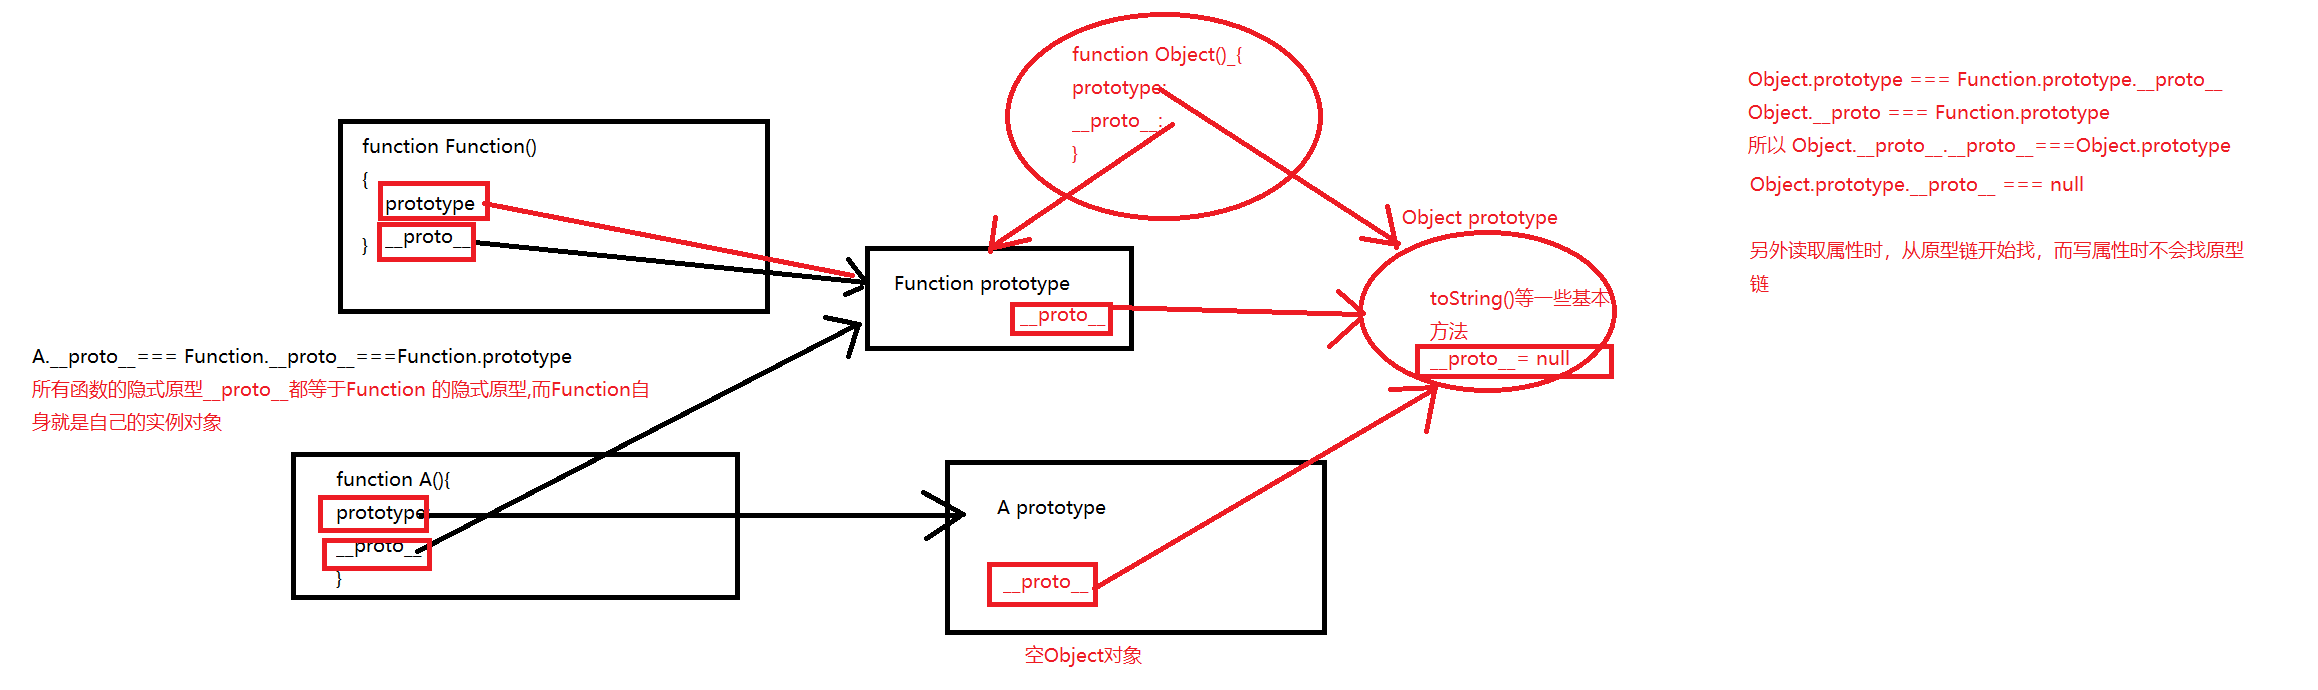 function Object() {
prototype:
__proto__:
}
Object.prototype === Function.prototype.__proto__
Object.__proto === Function.prototype
所以 Object.__proto__.__proto__===Object.prototype
Object.prototype.__proto__ === null
另外读取属性时，从原型链开始找，而写属性时不会找原型
链
function Function()
{
prototype
} __proto__
Object prototype
Function prototype
__proto__
toString()等一些基本
方法
__proto__= null
A.__proto__=== Function.__proto__===Function.prototype
所有函数的隐式原型__proto__都等于Function 的隐式原型,而Function自
身就是自己的实例对象
function A(){
prototype:
__proto__
}
A prototype
__proto__
空Object对象